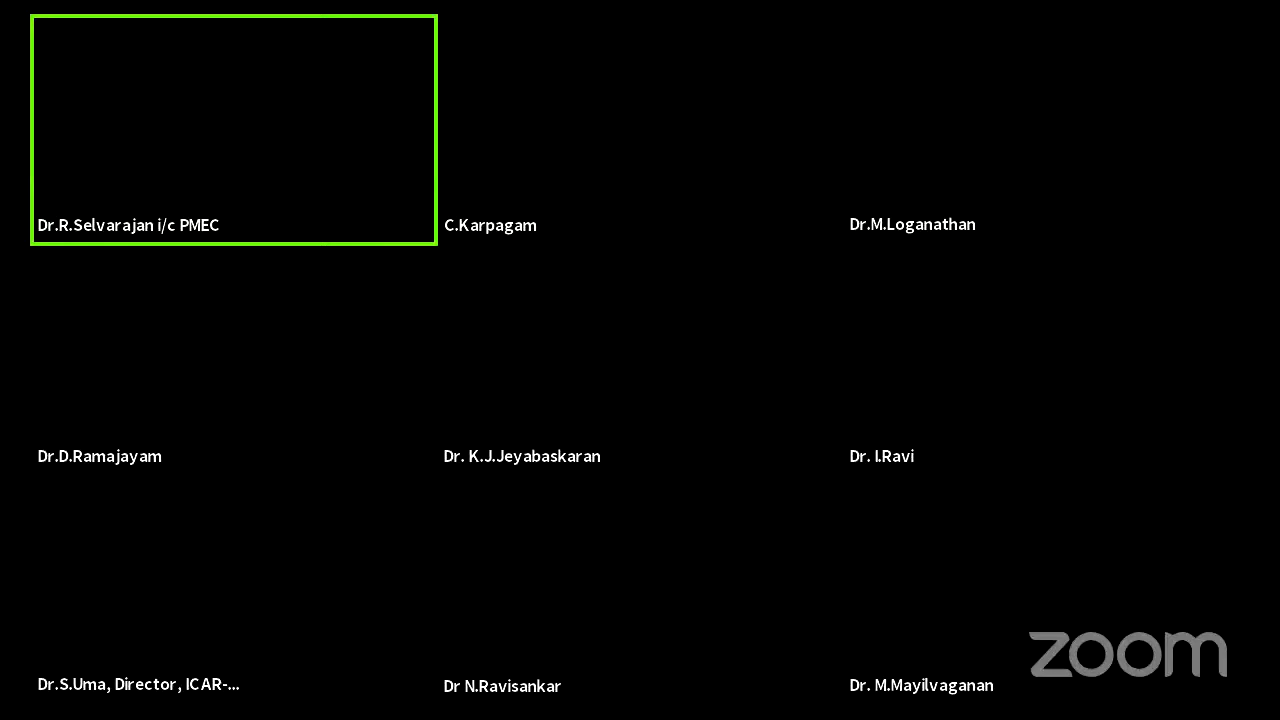 Dr.R.Selvarajan i/c PMEC
C.Karpagam
Dr.M.Loganathan
Dr.D.Ramajayam
Dr. K.J.Jeyabaskaran
Dr. I.Ravi
Dr.S.Uma, Director, ICAR-...
Dr N.Ravisankar
Dr. M.Mayilvaganan
zoom